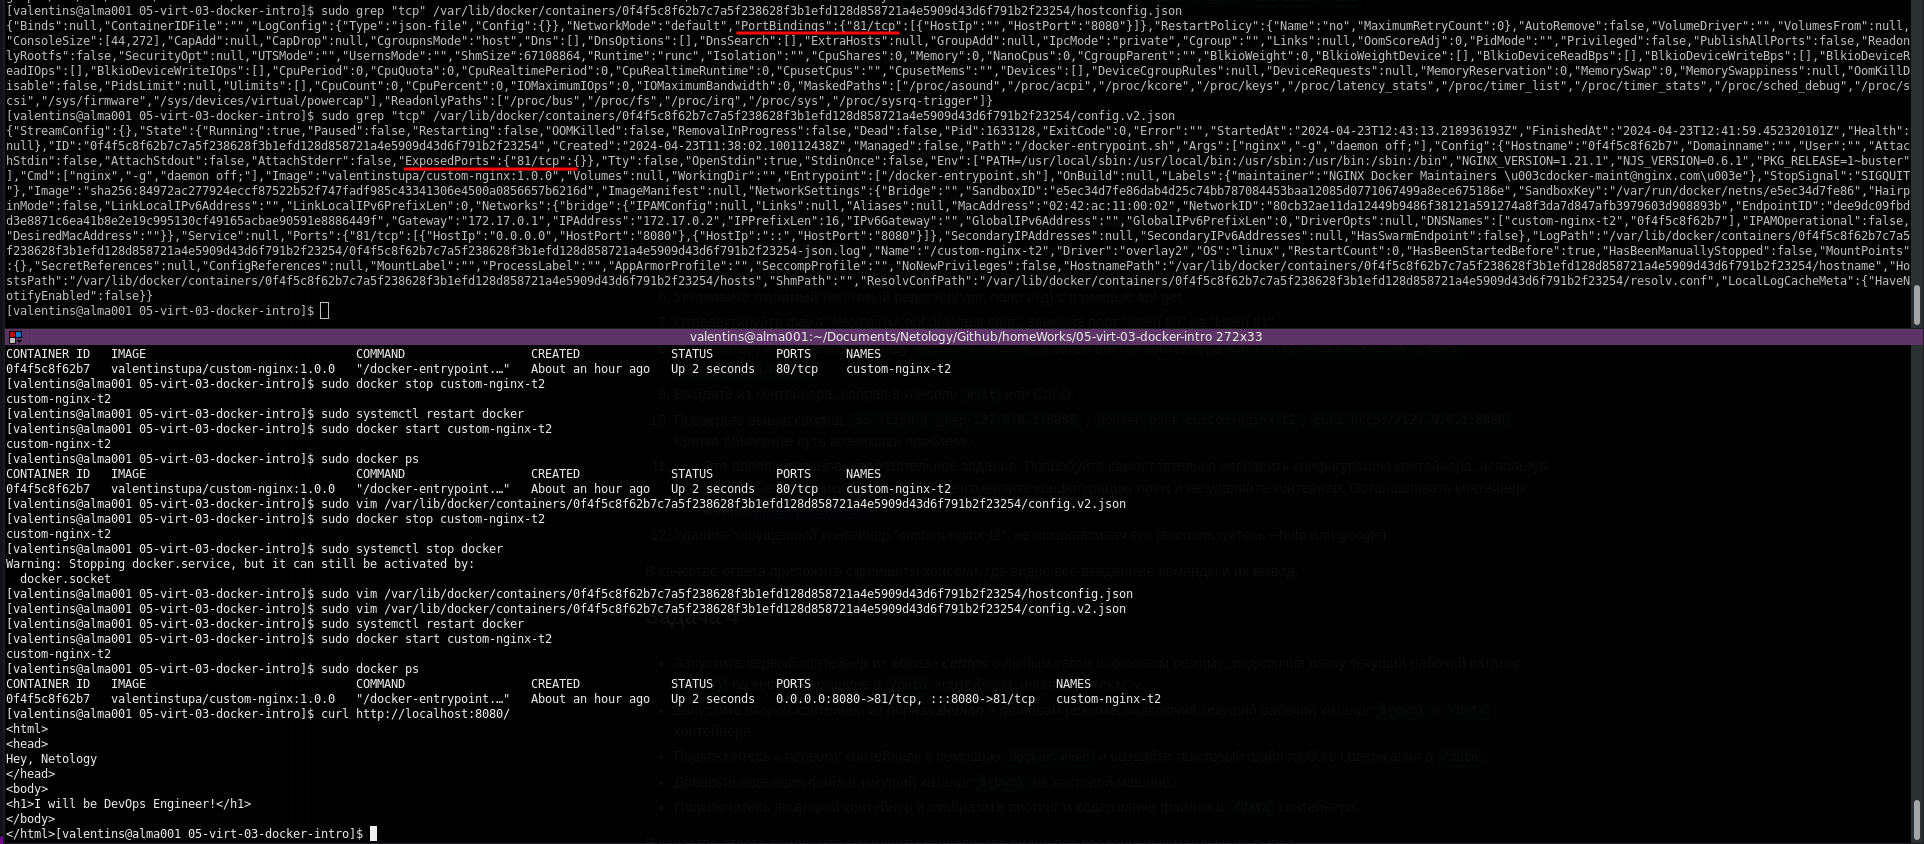 [valentins@alma001 05-virt-03-docker-intro]$ sudo grep "tcp" /var/lib/docker/containers/0f4f5c8f62b7c7a5f238628f3b1efd128d858721a4e5909d43d6f791b2f23254/hostconfig.json
{"Binds":null,"ContainerIDFile":"","LogConfig":{"Type":"json-file","Config":{}},"NetworkMode":"default","PortBindings":{"81/tcp":[{"HostIp":"","HostPort":"8080"}]},"RestartPolicy":{"Name":"no","MaximumRetryCount":0},"AutoRemove":false,"VolumeDriver":"","VolumesFrom":null,
"ConsoleSize":[44,272],"CapAdd":null,"CapDrop":null,"CgroupnsMode":"host","Dns":[],"DnsOptions":[],"DnsSearch":[],"ExtraHosts":null,"GroupAdd":null,"IpcMode":"private","Cgroup":"","Links":null,"OomScoreAdj":0,"PidMode":"","Privileged":false,"PublishAllPorts":false,"Readon
lyRootfs":false,"SecurityOpt":null,"UTSMode":"","UsernsMode":"","ShmSize":67108864,"Runtime":"runc","Isolation":"","CpuShares":0,"Memory":0,"NanoCpus":0,"CgroupParent":"","BlkioWeight":0,"BlkioWeightDevice":[],"BlkioDeviceReadBps":[],"BlkioDeviceWriteBps":[],"BlkioDeviceR
eadIOps":[],"BlkioDeviceWriteIOps":[],"CpuPeriod":0,"CpuQuota":0,"CpuRealtimePeriod":0,"CpuRealtimeRuntime":0,"CpusetCpus":"","CpusetMems":"","Devices":[],"DeviceCgroupRules":null,"DeviceRequests":null,"MemoryReservation":0,"MemorySwap":0,"MemorySwappiness":null,"OomKillD
isable":false,"PidsLimit":null,"Ulimits":[],"CpuCount":0,"CpuPercent":0,"IOMaximumIOps":0,"IOMaximumBandwidth":0,"MaskedPaths":["/proc/asound","/proc/acpi","/proc/kcore","/proc/keys","/proc/latency_stats","/proc/timer_list","/proc/timer_stats","/proc/sched_debug","/proc/s
csi","/sys/firmware","/sys/devices/virtual/powercap"],"ReadonlyPaths":["/proc/bus","/proc/fs","/proc/irq","/proc/sys","/proc/sysrq-trigger"]}
[valentins@alma001 05-virt-03-docker-intro]$ sudo grep "tcp" /var/lib/docker/containers/0f4f5c8f62b7c7a5f238628f3b1efd128d858721a4e5909d43d6f791b2f23254/config.v2.json
{"StreamConfig":{},"State":{"Running":true,"Paused":false,"Restarting":false,"OOMKilled":false,"RemovalInProgress":false,"Dead":false,"Pid":1633128,"ExitCode":0,"Error":"","StartedAt":"2024-04-23T12:43:13.218936193Z","FinishedAt":"2024-04-23T12:41:59.452320101Z","Health":
null},"ID":"0f4f5c8f62b7c7a5f238628f3b1efd128d858721a4e5909d43d6f791b2f23254","Created":"2024-04-23T11:38:02.100112438Z","Managed":false,"Path":"/docker-entrypoint.sh","Args":["nginx","-g","daemon off;"],"Config":{"Hostname":"0f4f5c8f62b7","Domainname":"","User":"","Attac
hStdin":false,"AttachStdout":false,"AttachStderr":false,"ExposedPorts":{"81/tcp":{}},"Tty":false,"OpenStdin":true,"StdinOnce":false,"Env":["PATH=/usr/local/sbin:/usr/local/bin:/usr/sbin:/usr/bin:/sbin:/bin","NGINX_VERSION=1.21.1","NJS_VERSION=0.6.1","PKG_RELEASE=1~buster"
],"Cmd":["nginx","-g","daemon off;"],"Image":"valentinstupa/custom-nginx:1.0.0","Volumes":null,"WorkingDir":"","Entrypoint":["/docker-entrypoint.sh"],"OnBuild":null,"Labels":{"maintainer":"NGINX Docker Maintainers \u003cdocker-maint@nginx.com\u003e"},"StopSignal":"SIGQUIT
"},"Image":"sha256:84972ac277924eccf87522b52f747fadf985c43341306e4500a0856657b6216d","ImageManifest":null,"NetworkSettings":{"Bridge":"","SandboxID":"e5ec34d7fe86dab4d25c74bb787084453baa12085d0771067499a8ece675186e","SandboxKey":"/var/run/docker/netns/e5ec34d7fe86","Hairp
inMode":false,"LinkLocalIPv6Address":"","LinkLocalIPv6PrefixLen":0,"Networks":{"bridge":{"IPAMConfig":null,"Links":null,"Aliases":null,"MacAddress":"02:42:ac:11:00:02","NetworkID":"80cb32ae11da12449b9486f38121a591274a8f3da7d847afb3979603d908893b","EndpointID":"dee9dc09fbd
d3e8871c6ea41b8e2e19c995130cf49165acbae90591e8886449f","Gateway":"172.17.0.1","IPAddress":"172.17.0.2","IPPrefixLen":16,"IPv6Gateway":"","GlobalIPv6Address":"","GlobalIPv6PrefixLen":0,"DriverOpts":null,"DNSNames":["custom-nginx-t2","0f4f5c8f62b7"],"IPAMOperational":false,
"DesiredMacAddress":""}},"Service":null,"Ports":{"81/tcp":[{"HostIp":"0.0.0.0","HostPort":"8080"},{"HostIp":"::","HostPort":"8080"}]},"SecondaryIPAddresses":null,"SecondaryIPv6Addresses":null,"HasSwarmEndpoint":false},"LogPath":"/var/lib/docker/containers/0f4f5c8f62b7c7a5
f238628f3b1efd128d858721a4e5909d43d6f791b2f23254/0f4f5c8f62b7c7a5f238628f3b1efd128d858721a4e5909d43d6f791b2f23254-json.log","Name":"/custom-nginx-t2","Driver":"overlay2","OS":"linux","RestartCount":0,"HasBeenStartedBefore":true,"HasBeenManuallyStopped":false,"MountPoints"
:{},"SecretReferences":null,"ConfigReferences":null,"MountLabel":"","ProcessLabel":"","AppArmorProfile":"","SeccompProfile":"","NoNewPrivileges":false,"HostnamePath":"/var/lib/docker/containers/0f4f5c8f62b7c7a5f238628f3b1efd128d858721a4e5909d43d6f791b2f23254/hostname","Ho
stsPath":"/var/lib/docker/containers/0f4f5c8f62b7c7a5f238628f3b1efd128d858721a4e5909d43d6f791b2f23254/hosts","ShmPath":"","ResolvConfPath":"/var/lib/docker/containers/0f4f5c8f62b7c7a5f238628f3b1efd128d858721a4e5909d43d6f791b2f23254/resolv.conf","LocalLogCacheMeta":{"HaveN
otifyEnabled":false}}
[valentins@alma001 05-virt-03-docker-intro]$
valentins@alma001:~/Documents/Netology/Github/homeWorks/05-virt-03-docker-intro 272x33
CONTAINER ID   IMAGE                              COMMAND                  CREATED             STATUS         PORTS     NAMES
0f4f5c8f62b7   valentinstupa/custom-nginx:1.0.0   "/docker-entrypoint.…"   About an hour ago   Up 2 seconds   80/tcp    custom-nginx-t2
[valentins@alma001 05-virt-03-docker-intro]$ sudo docker stop custom-nginx-t2
custom-nginx-t2
[valentins@alma001 05-virt-03-docker-intro]$ sudo systemctl restart docker
[valentins@alma001 05-virt-03-docker-intro]$ sudo docker start custom-nginx-t2
custom-nginx-t2
[valentins@alma001 05-virt-03-docker-intro]$ sudo docker ps
CONTAINER ID   IMAGE                              COMMAND                  CREATED             STATUS         PORTS     NAMES
0f4f5c8f62b7   valentinstupa/custom-nginx:1.0.0   "/docker-entrypoint.…"   About an hour ago   Up 2 seconds   80/tcp    custom-nginx-t2
[valentins@alma001 05-virt-03-docker-intro]$ sudo vim /var/lib/docker/containers/0f4f5c8f62b7c7a5f238628f3b1efd128d858721a4e5909d43d6f791b2f23254/config.v2.json
[valentins@alma001 05-virt-03-docker-intro]$ sudo docker stop custom-nginx-t2
custom-nginx-t2
[valentins@alma001 05-virt-03-docker-intro]$ sudo systemctl stop docker
Warning: Stopping docker.service, but it can still be activated by:
  docker.socket
[valentins@alma001 05-virt-03-docker-intro]$ sudo vim /var/lib/docker/containers/0f4f5c8f62b7c7a5f238628f3b1efd128d858721a4e5909d43d6f791b2f23254/hostconfig.json
[valentins@alma001 05-virt-03-docker-intro]$ sudo vim /var/lib/docker/containers/0f4f5c8f62b7c7a5f238628f3b1efd128d858721a4e5909d43d6f791b2f23254/config.v2.json
[valentins@alma001 05-virt-03-docker-intro]$ sudo systemctl restart docker
[valentins@alma001 05-virt-03-docker-intro]$ sudo docker start custom-nginx-t2
custom-nginx-t2
[valentins@alma001 05-virt-03-docker-intro]$ sudo docker ps
CONTAINER ID   IMAGE                              COMMAND                  CREATED             STATUS         PORTS                                   NAMES
0f4f5c8f62b7   valentinstupa/custom-nginx:1.0.0   "/docker-entrypoint.…"   About an hour ago   Up 2 seconds   0.0.0.0:8080->81/tcp, :::8080->81/tcp   custom-nginx-t2
[valentins@alma001 05-virt-03-docker-intro]$ curl http://localhost:8080/
<html>
<head>
Hey, Netology
</head>
<body>
<h1>I will be DevOps Engineer!</h1>
</body>
</html>[valentins@alma001 05-virt-03-docker-intro]$